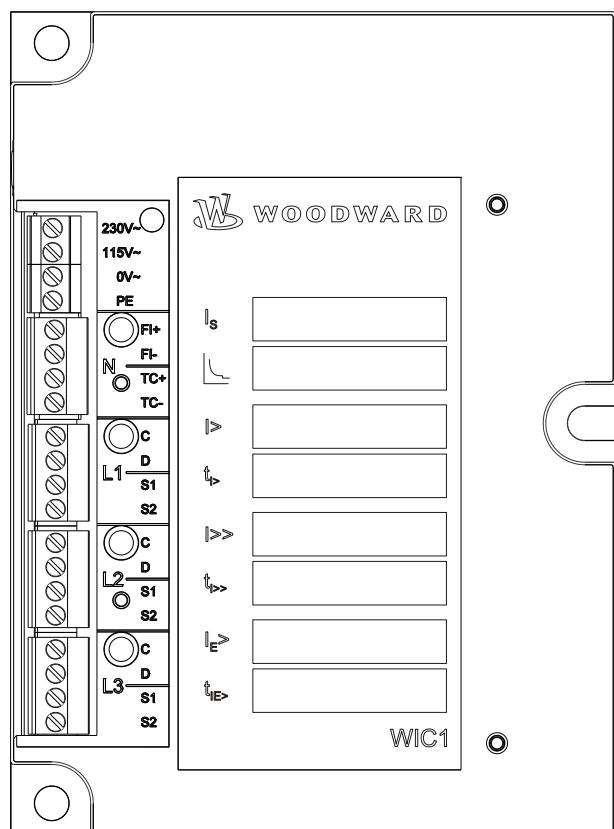 WOODWARD
230V~
115V~
0V~
PE
FI+
FI-
N
TC+
TC-
C
D
L1
S1
S2
C
D
L2
S1
S2
C
D
L3
S1
S2
IS
I>
tI>
I>>
tI>>
IE>
tIE>
WIC1